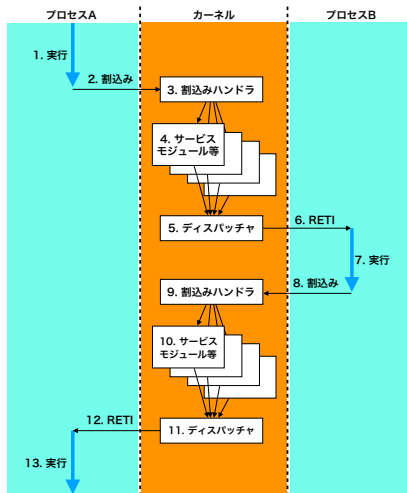 プロセスA
カーネル
プロセスB
1. 実行
2. 割込み
3. 割込みハンドラ
4. サービス
モジュール等
5. ディスパッチャ
6. RETI
7. 実行
8. 割込み
9. 割込みハンドラ
10. サービス
モジュール等
11. ディスパッチャ
12. RETI
13. 実行